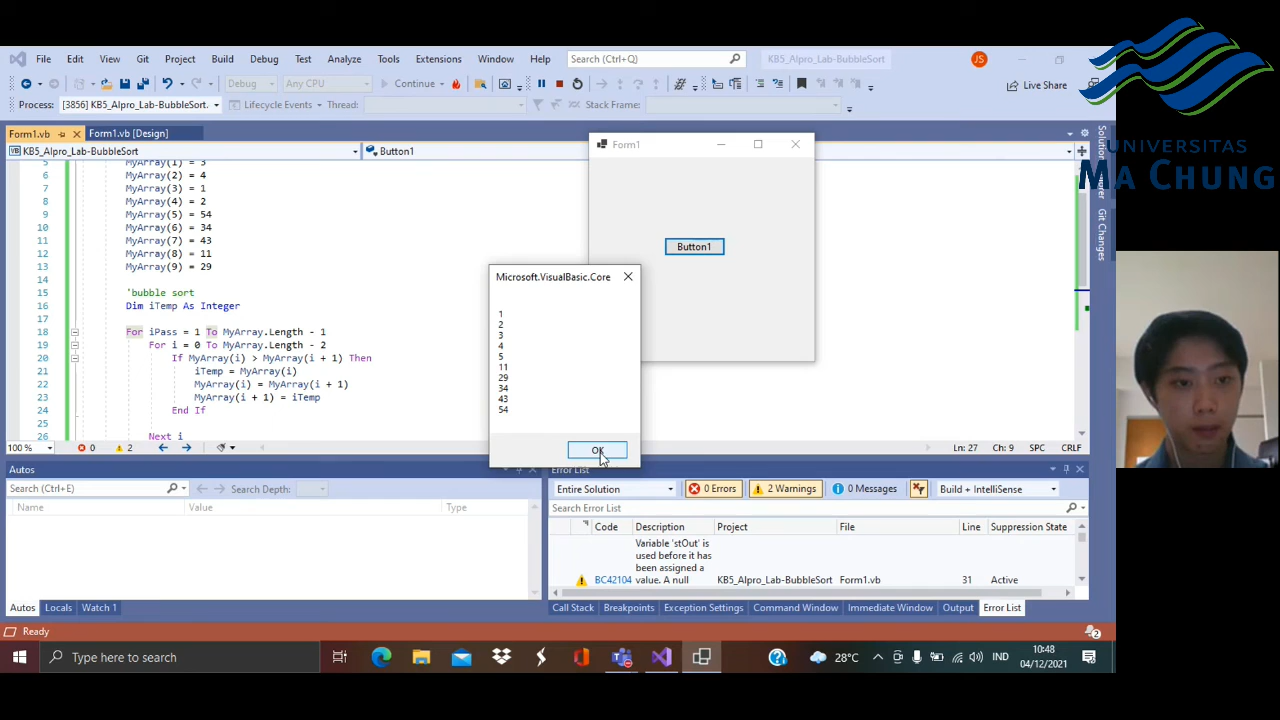 File Edit View Git Project Build Debug Test Analyze Tools Extensions Window Help Search (Ctrl+Q) KB5_Alpro_Lab-BubbleSort JS
Debug Any CPU Continue Live Share
Process: [3856] KB5_Alpro_Lab-BubbleSort. Lifecycle Events Thread: Stack Frame:
UNIVERSITAS
MA CHUNG
Form1.vb Form1.vb [Design]
KB5_Alpro_Lab-BubbleSort Button1
5 MyArray(1) = 3
6 MyArray(2) = 4
7 MyArray(3) = 1
8 MyArray(4) = 2
9 MyArray(5) = 54
10 MyArray(6) = 34
11 MyArray(7) = 43
12 MyArray(8) = 11
13 MyArray(9) = 29
14
15 'bubble sort
16 Dim iTemp As Integer
18 For iPass = 1 To MyArray.Length - 1
19 For i = 0 To MyArray.Length - 2
20 If MyArray(i) > MyArray(i + 1) Then
21 iTemp = MyArray(i)
22 MyArray(i) = MyArray(i + 1)
23 MyArray(i + 1) = iTemp
24 End If
25
26 Next i
Form1
Button1
Microsoft.VisualBasic.Core
1
2
3
4
5
11
29
34
43
54
OK
Git Changes
100 % 0 2 Ln: 27 Ch: 9 SPC CRLF
Autos
Search (Ctrl+E) Search Depth:
Name Value Type
Autos Locals Watch 1
Error List
Entire Solution 0 Errors 2 Warnings 0 Messages Build + IntelliSense
Search Error List
Code Description Project File Line Suppression State
Variable 'stOut' is
used before it has
been assigned a
BC42104 value. A null KB5_Alpro_Lab-BubbleSort Form1.vb 31 Active
Call Stack Breakpoints Exception Settings Command Window Immediate Window Output Error List
Ready 2
Type here to search 28°C IND 10:48
04/12/2021